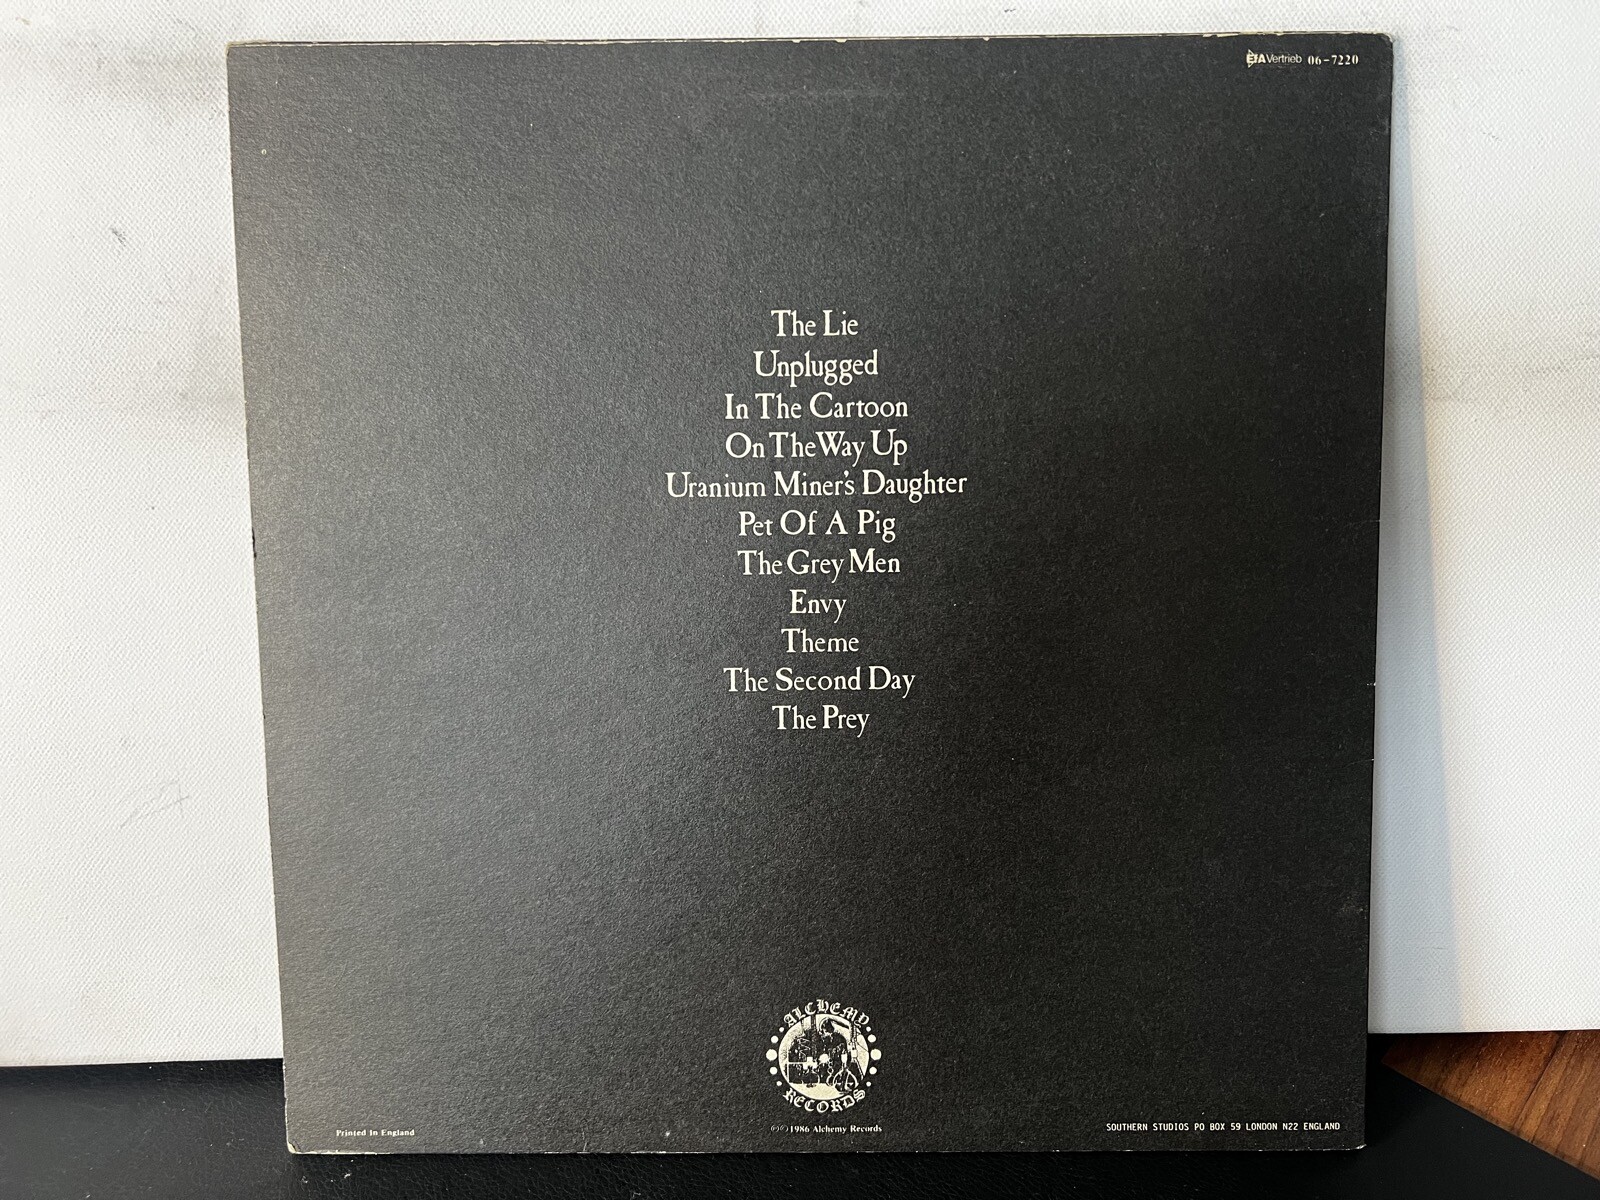 EfA Vertrieb 06-7220
The Lie
Unplugged
In The Cartoon
On The Way Up
Uranium Miner's Daughter
Pet Of A Pig
The Grey Men
Envy
Theme
The Second Day
The Prey
ALCHEMY
RECORDS
Printed In England
℗© 1986 Alchemy Records
SOUTHERN STUDIOS PO BOX 59 LONDON N22 ENGLAND